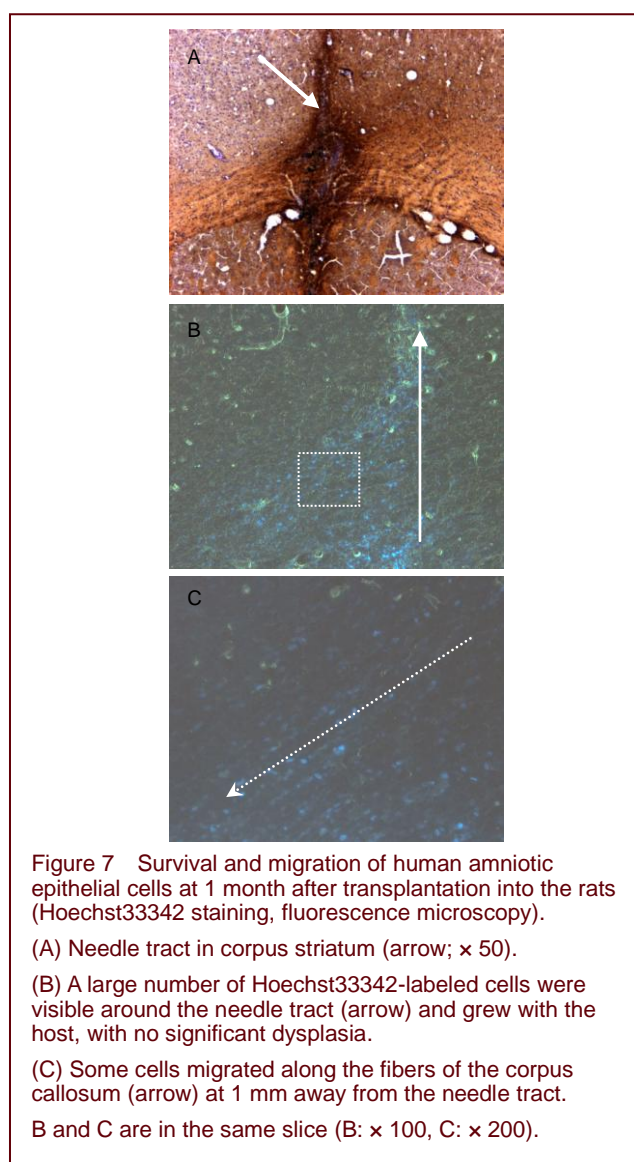 A
B
C
Figure 7 Survival and migration of human amniotic
epithelial cells at 1 month after transplantation into the rats
(Hoechst33342 staining, fluorescence microscopy).
(A) Needle tract in corpus striatum (arrow; × 50).
(B) A large number of Hoechst33342-labeled cells were
visible around the needle tract (arrow) and grew with the
host, with no significant dysplasia.
(C) Some cells migrated along the fibers of the corpus
callosum (arrow) at 1 mm away from the needle tract.
B and C are in the same slice (B: × 100, C: × 200).